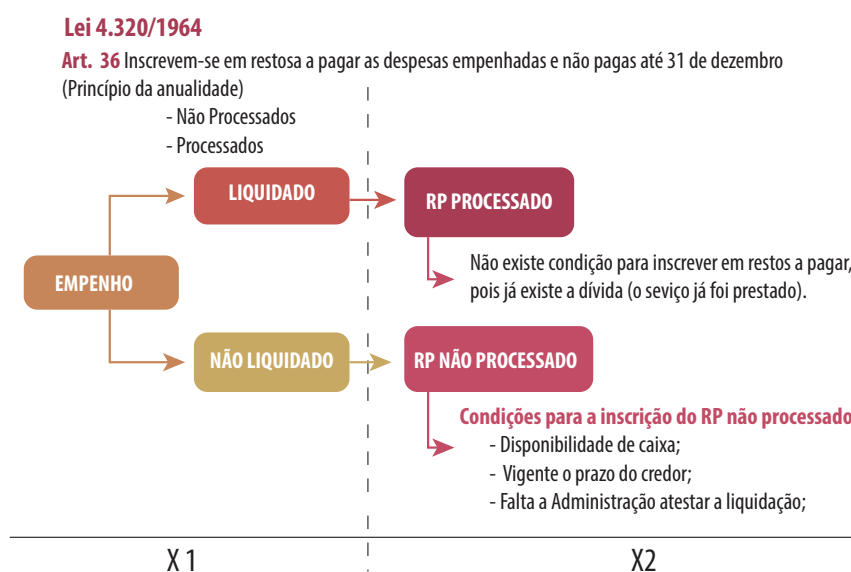 Lei 4.320/1964
Art. 36 Inscrevem-se em restosa a pagar as despesas empenhadas e não pagas até 31 de dezembro
(Princípio da anualidade)
- Não Processados
- Processados
LIQUIDADO
RP PROCESSADO
Não existe condição para inscrever em restos a pagar,
pois já existe a dívida (o seviço já foi prestado).
EMPENHO
NÃO LIQUIDADO
RP NÃO PROCESSADO
Condições para a inscrição do RP não processado
- Disponibilidade de caixa;
- Vigente o prazo do credor;
- Falta a Administração atestar a liquidação;
X 1
X2